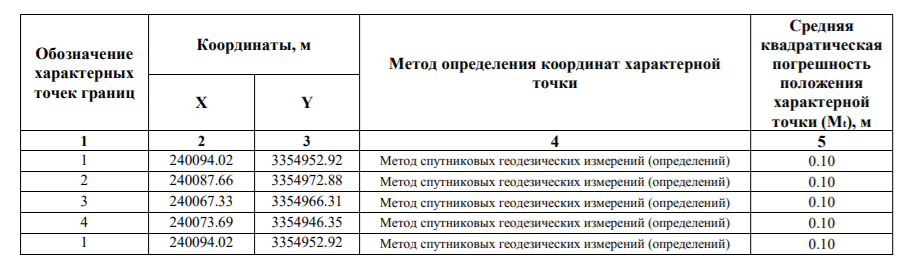 Обозначение характерных точек границ
Координаты, м
Метод определения координат характерной точки
Средняя квадратическая погрешность положения характерной точки (Mt), м
X
Y
1 2 3 4 5
1 240094.02 3354952.92 Метод спутниковых геодезических измерений (определений) 0.10
2 240087.66 3354972.88 Метод спутниковых геодезических измерений (определений) 0.10
3 240067.33 3354966.31 Метод спутниковых геодезических измерений (определений) 0.10
4 240073.69 3354946.35 Метод спутниковых геодезических измерений (определений) 0.10
1 240094.02 3354952.92 Метод спутниковых геодезических измерений (определений) 0.10